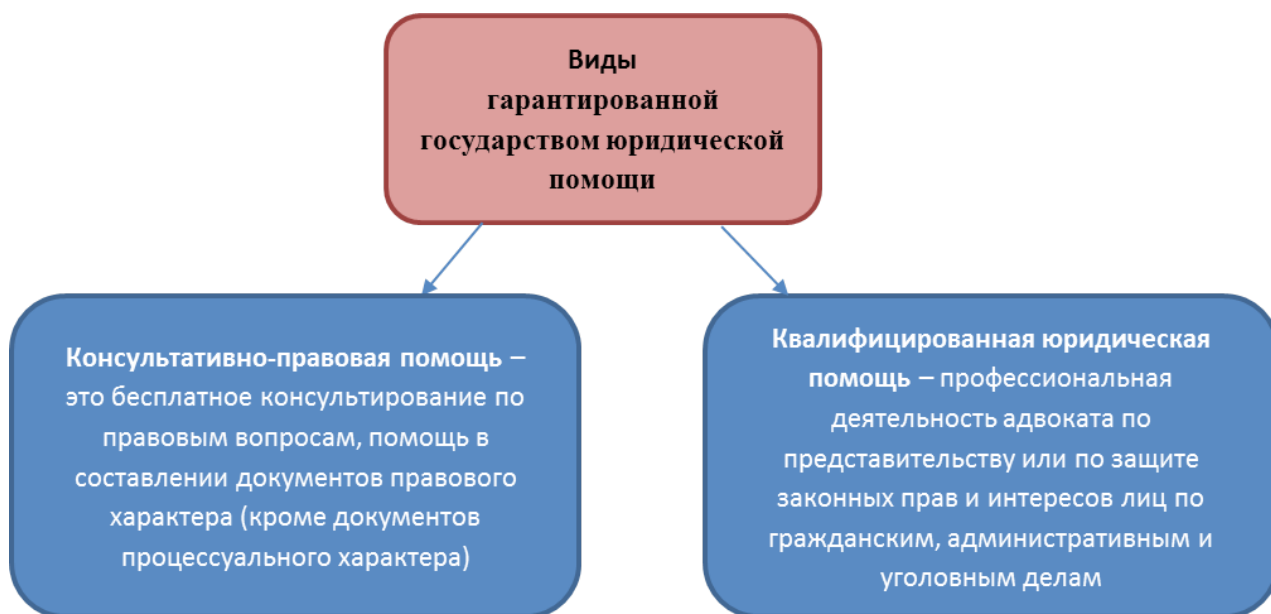 Виды
гарантированной
государством юридической
помощи
Консультативно-правовая помощь –
это бесплатное консультирование по
правовым вопросам, помощь в
составлении документов правового
характера (кроме документов
процессуального характера)
Квалифицированная юридическая
помощь – профессиональная
деятельность адвоката по
представительству или по защите
законных прав и интересов лиц по
гражданским, административным и
уголовным делам